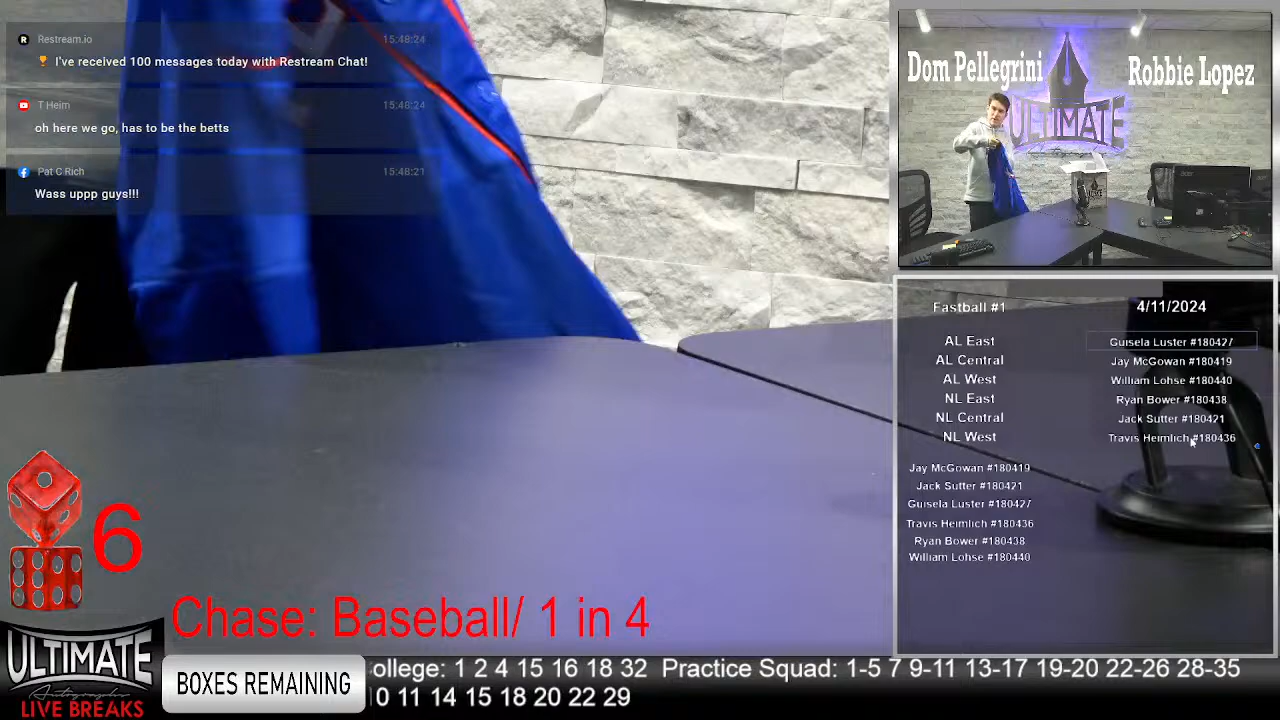 Restream.io 15:48:24
🏆 I've received 100 messages today with Restream Chat!
T Heim 15:48:24
oh here we go, has to be the betts
Pat C Rich 15:48:21
Wass uppp guys!!!
Dom Pellegrini
Robbie Lopez
ULTIMATE
Fastball #1 4/11/2024
AL East Guisela Luster #180427
AL Central Jay McGowan #180419
AL West William Lohse #180440
NL East Ryan Bower #180438
NL Central Jack Sutter #180421
NL West Travis Heimlich #180436
Jay McGowan #180419
Jack Sutter #180421
Guisela Luster #180427
Travis Heimlich #180436
Ryan Bower #180438
William Lohse #180440
6
Chase: Baseball/ 1 in 4
ULTIMATE
Autographs
LIVE BREAKS
BOXES REMAINING
ollege: 1 2 4 15 16 18 32 Practice Squad: 1-5 7 9-11 13-17 19-20 22-26 28-35
0 11 14 15 18 20 22 29